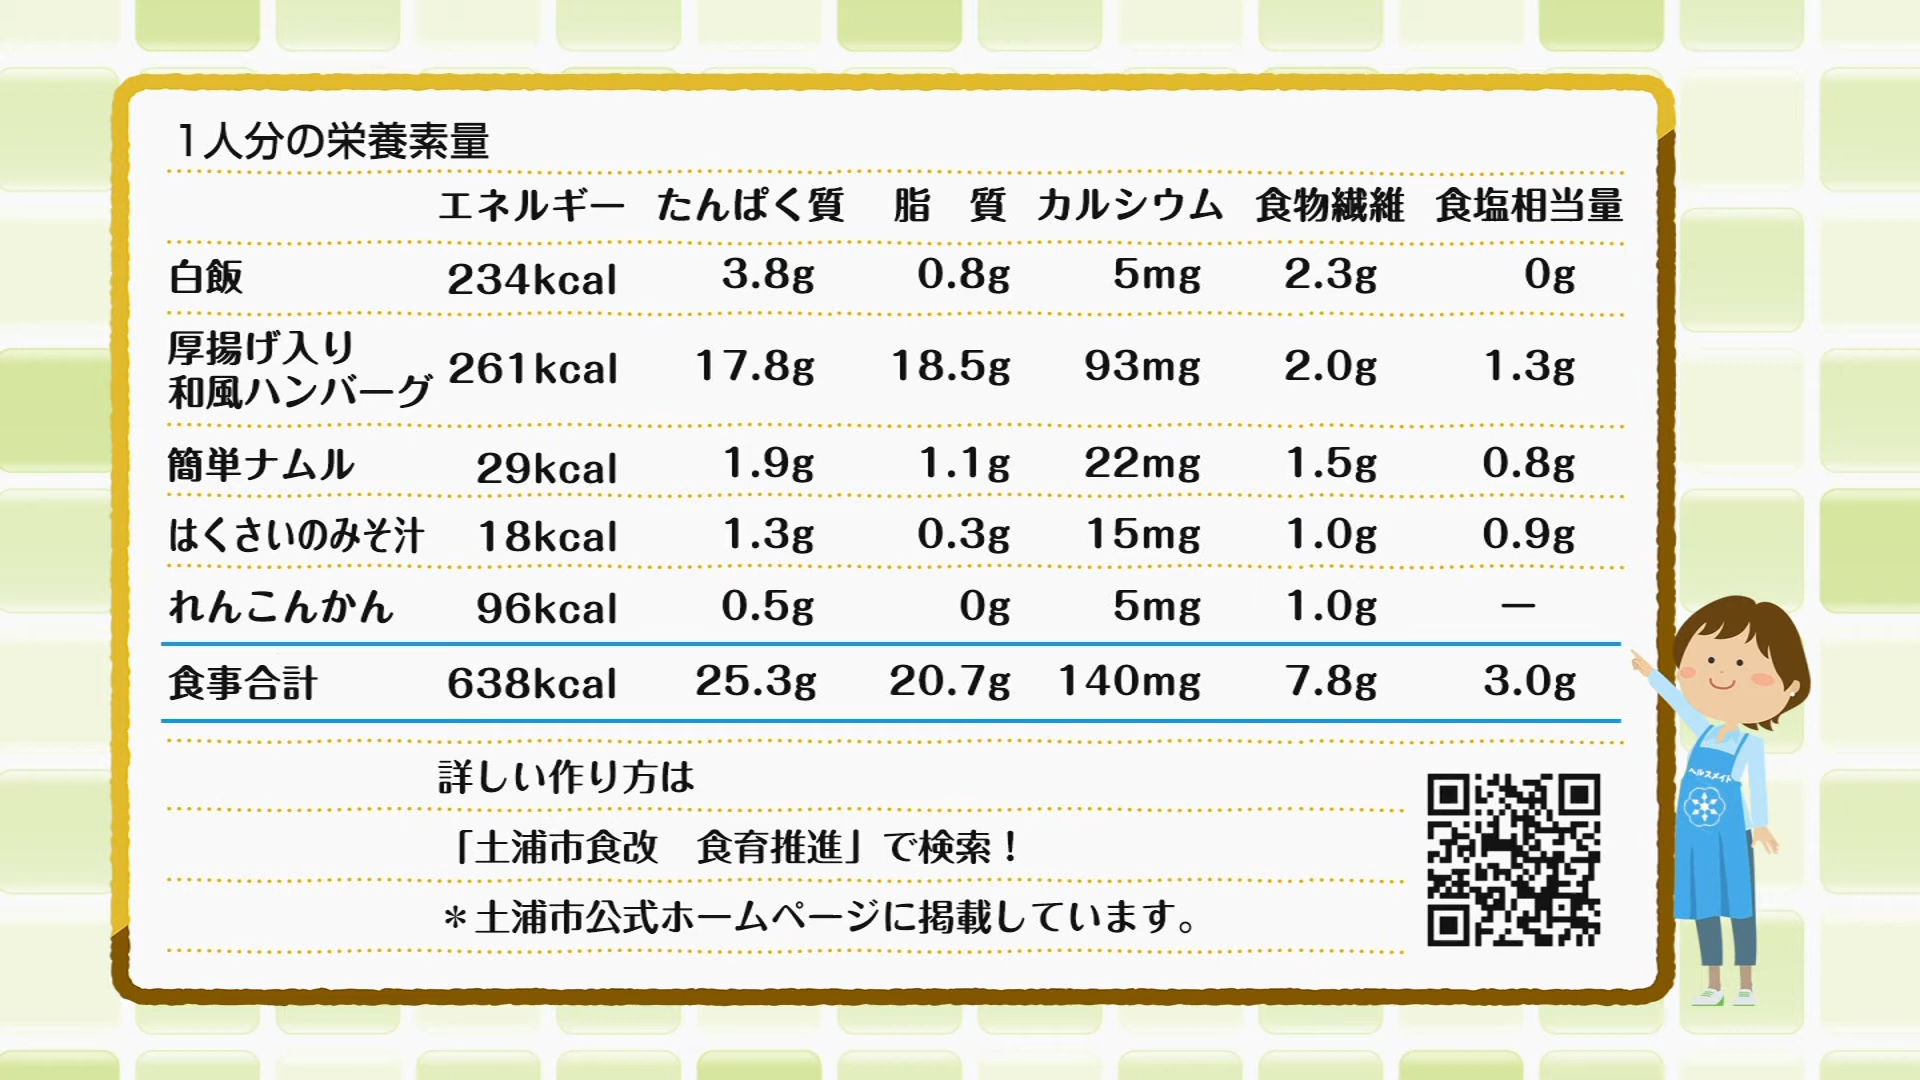 1人分の栄養素量
エネルギー たんぱく質 脂　質 カルシウム 食物繊維 食塩相当量
白飯 234kcal 3.8g 0.8g 5mg 2.3g 0g
厚揚げ入り
和風ハンバーグ 261kcal 17.8g 18.5g 93mg 2.0g 1.3g
簡単ナムル 29kcal 1.9g 1.1g 22mg 1.5g 0.8g
はくさいのみそ汁 18kcal 1.3g 0.3g 15mg 1.0g 0.9g
れんこんかん 96kcal 0.5g 0g 5mg 1.0g ―
食事合計 638kcal 25.3g 20.7g 140mg 7.8g 3.0g
詳しい作り方は
「土浦市食改　食育推進」で検索！
＊土浦市公式ホームページに掲載しています。
ヘルスメイト